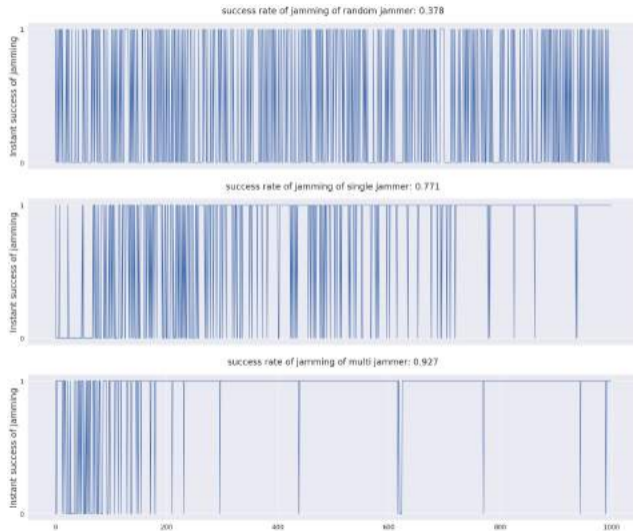 success rate of jamming of random jammer: 0.378
Instant success of jamming
1
0
success rate of jamming of single jammer: 0.771
Instant success of jamming
1
0
success rate of jamming of multi jammer: 0.927
Instant success of jamming
1
0
0 200 400 600 800 1000